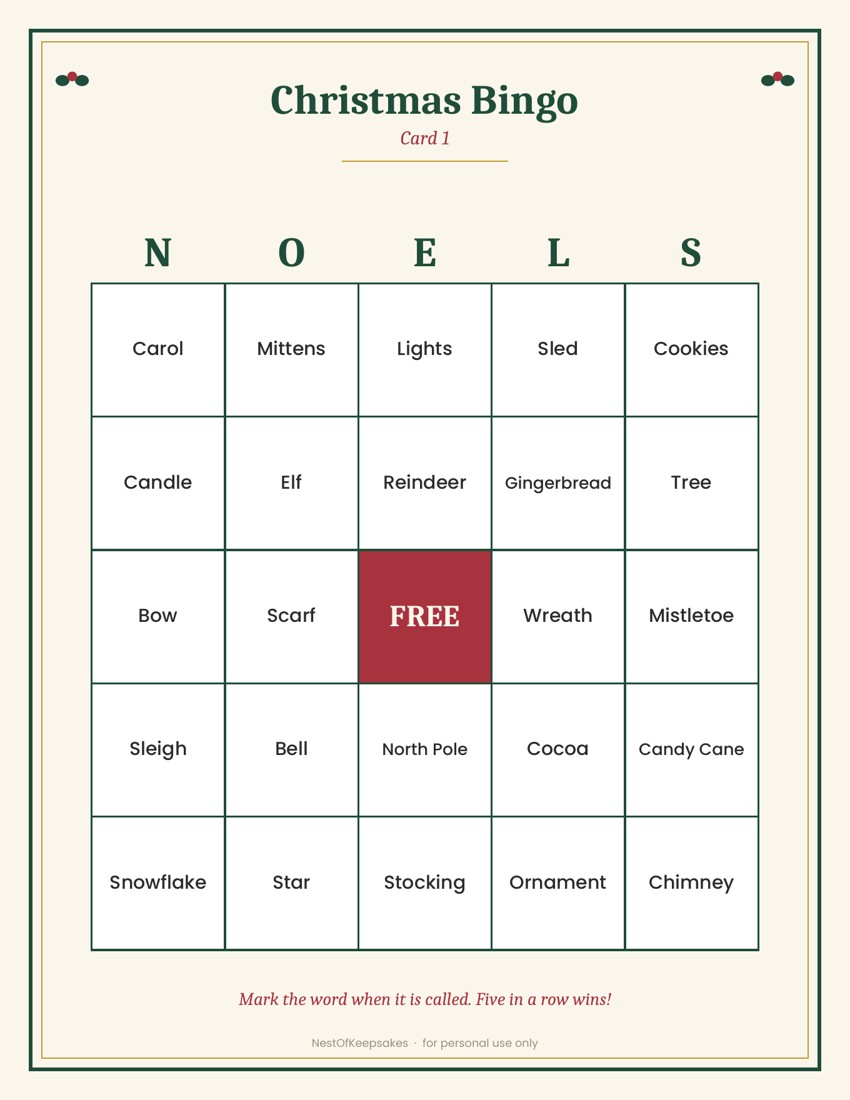 Christmas Bingo
Card 1
N O E L S
Carol Mittens Lights Sled Cookies
Candle Elf Reindeer Gingerbread Tree
Bow Scarf FREE Wreath Mistletoe
Sleigh Bell North Pole Cocoa Candy Cane
Snowflake Star Stocking Ornament Chimney
Mark the word when it is called. Five in a row wins!
NestOfKeepsakes · for personal use only